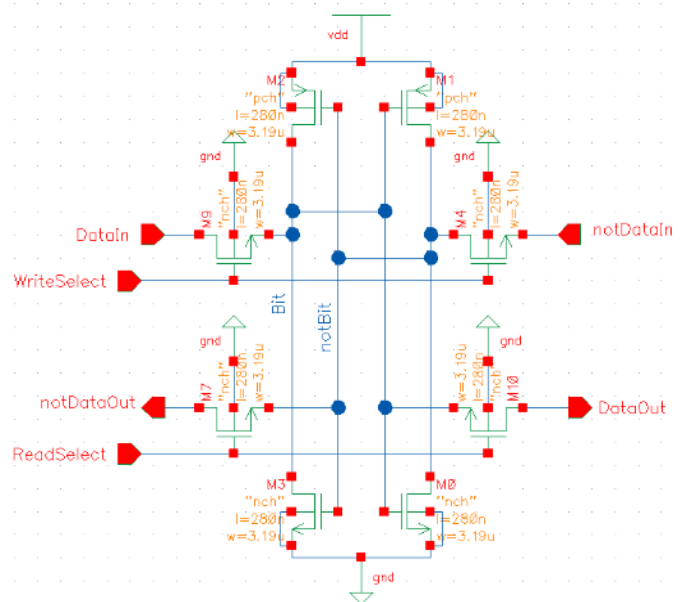 vdd
M2
"pch"
l=280n
w=3.19u
M1
"pch"
l=280n
w=3.19u
gnd
M9
"nch"
l=280n
w=3.19u
gnd
M4
"nch"
l=280n
w=3.19u
DataIn
notDataIn
WriteSelect
Bit
notBit
gnd
M7
"nch"
l=280n
w=3.19u
gnd
w=3.19u
l=280n
"nch"
M10
notDataOut
DataOut
ReadSelect
M3
"nch"
l=280n
w=3.19u
M0
"nch"
l=280n
w=3.19u
gnd